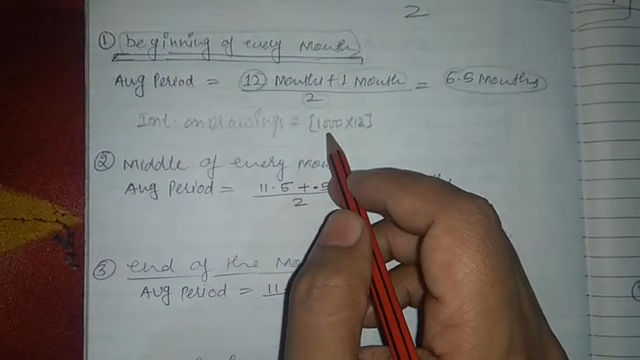 2
① beginning of every Month
Avg Period = 12 Months + 1 Month / 2 = 6.5 Months
Int. on Drawings = [1000×12]
② Middle of every Mon
Avg Period = 11.5 + .5 / 2
③ End of the Mo
Avg Period = 11